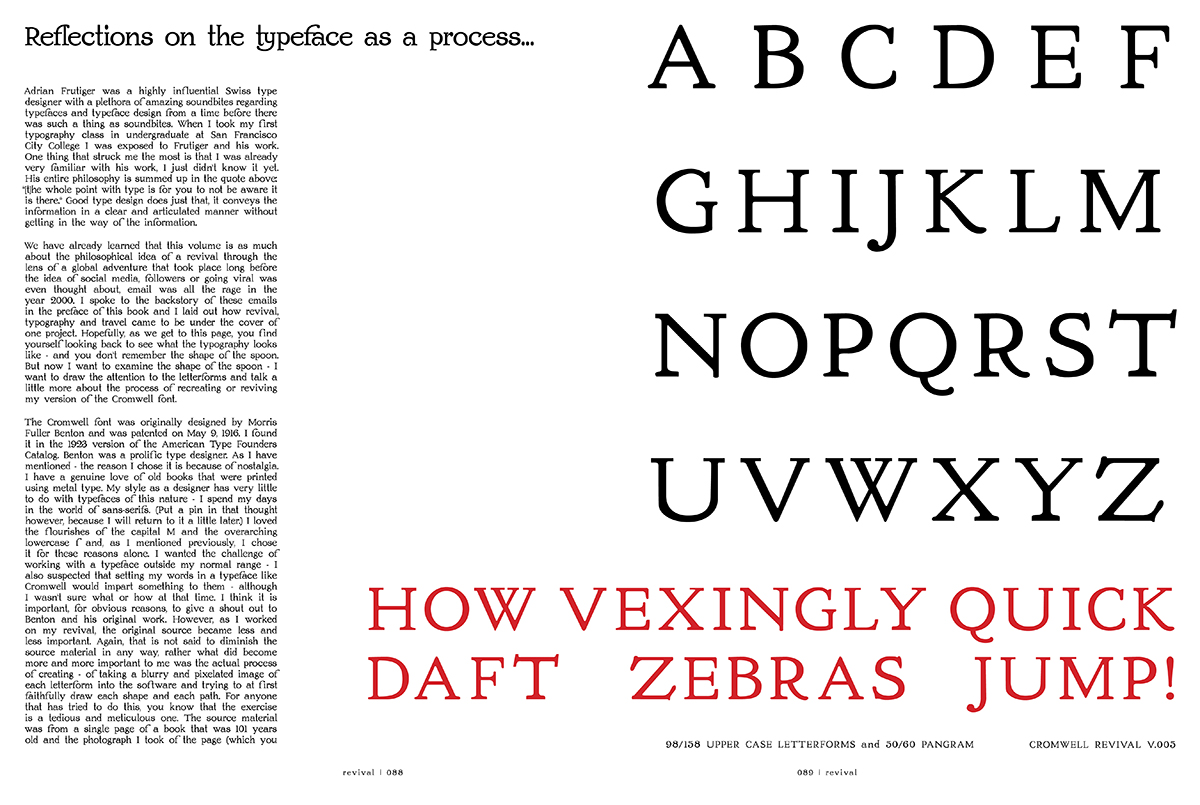 Reflections on the typeface as a process...
Adrian Frutiger was a highly influential Swiss type
designer with a plethora of amazing soundbites regarding
typefaces and typeface design from a time before there
was such a thing as soundbites. When I took my first
typography class in undergraduate at San Francisco
City College I was exposed to Frutiger and his work.
One thing that struck me the most is that I was already
very familiar with his work, I just didn't know it yet.
His entire philosophy is summed up in the quote above:
"[t]he whole point with type is for you to not be aware it
is there." Good type design does just that, it conveys the
information in a clear and articulated manner without
getting in the way of the information.
We have already learned that this volume is as much
about the philosophical idea of a revival through the
lens of a global adventure that took place long before
the idea of social media, followers or going viral was
even thought about, email was all the rage in the
year 2000. I spoke to the backstory of these emails
in the preface of this book and I laid out how revival,
typography and travel came to be under the cover of
one project. Hopefully, as we get to this page, you find
yourself looking back to see what the typography looks
like - and you don't remember the shape of the spoon.
But now I want to examine the shape of the spoon - I
want to draw the attention to the letterforms and talk a
little more about the process of recreating or reviving
my version of the Cromwell font.
The Cromwell font was originally designed by Morris
Fuller Benton and was patented on May 9, 1916. I found
it in the 1923 version of the American Type Founders
Catalog. Benton was a prolific type designer. As I have
mentioned - the reason I chose it is because of nostalgia.
I have a genuine love of old books that were printed
using metal type. My style as a designer has very little
to do with typefaces of this nature - I spend my days
in the world of sans-serifs. (Put a pin in that thought
however, because I will return to it a little later.) I loved
the flourishes of the capital M and the overarching
lowercase f and, as I mentioned previously, I chose
it for these reasons alone. I wanted the challenge of
working with a typeface outside my normal range - I
also suspected that setting my words in a typeface like
Cromwell would impart something to them - although
I wasn't sure what or how at that time. I think it is
important, for obvious reasons, to give a shout out to
Benton and his original work. However, as I worked
on my revival, the original source became less and
less important. Again, that is not said to diminish the
source material in any way, rather what did become
more and more important to me was the actual process
of creating - of taking a blurry and pixelated image of
each letterform into the software and trying to at first
faithfully draw each shape and each path. For anyone
that has tried to do this, you know that the exercise
is a tedious and meticulous one. The source material
was from a single page of a book that was 101 years
old and the photograph I took of the page (which you
revival | 088
A B C D E F
G H I J K L M
N O P Q R S T
U V W X Y Z
HOW VEXINGLY QUICK
DAFT ZEBRAS JUMP!
98/158 UPPER CASE LETTERFORMS and 50/60 PANGRAM
CROMWELL REVIVAL V.005
089 | revival